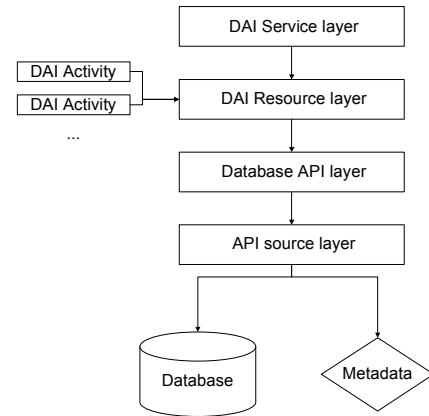 DAI Service layer
DAI Activity
DAI Activity
...
DAI Resource layer
Database API layer
API source layer
Database
Metadata